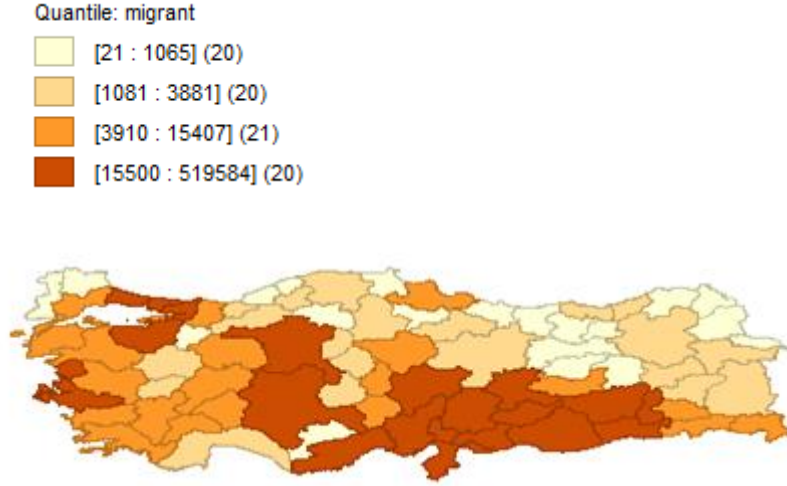 Quantile: migrant
[21 : 1065] (20)
[1081 : 3881] (20)
[3910 : 15407] (21)
[15500 : 519584] (20)